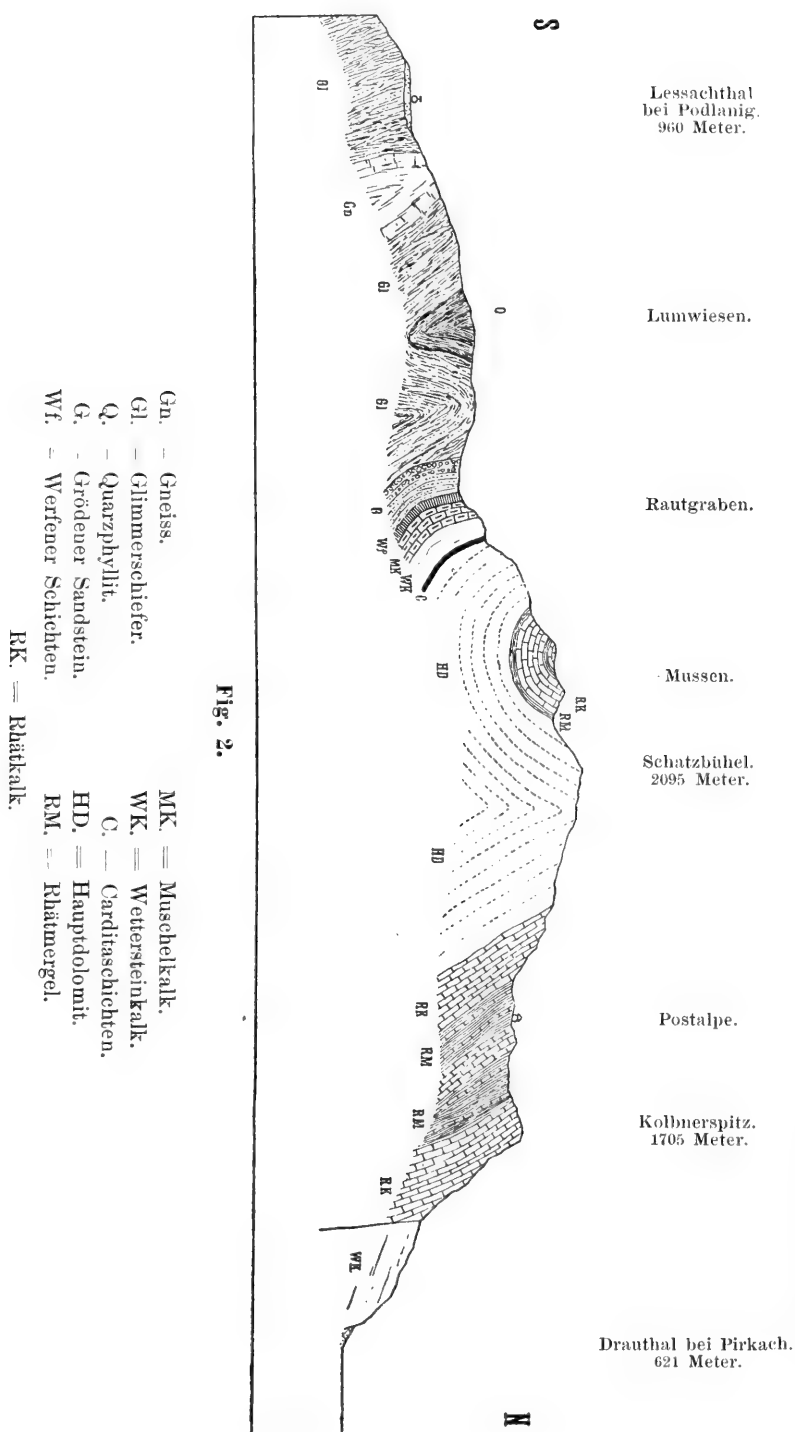 S
N
Lessachthal
bei Podlanig.
960 Meter.
Lumwiesen.
Rautgraben.
Mussen.
Schatzbühel.
2095 Meter.
Postalpe.
Kolbnerspitz.
1705 Meter.
Drauthal bei Pirkach.
621 Meter.
Gl
Gn
Gl
Q
Gl
G
Wf
MK
WK
C
HD
RK
RM
HD
RK
RM
RM
RK
WK
Fig. 2.
Gn. – Gneiss.
Gl. = Glimmerschiefer.
Q. – Quarzphyllit.
G. - Grödener Sandstein.
Wf. = Werfener Schichten.
MK. = Muschelkalk.
WK. = Wettersteinkalk.
C. — Carditaschichten.
HD. = Hauptdolomit.
RM. = Rhätmergel.
RK. = Rhätkalk.